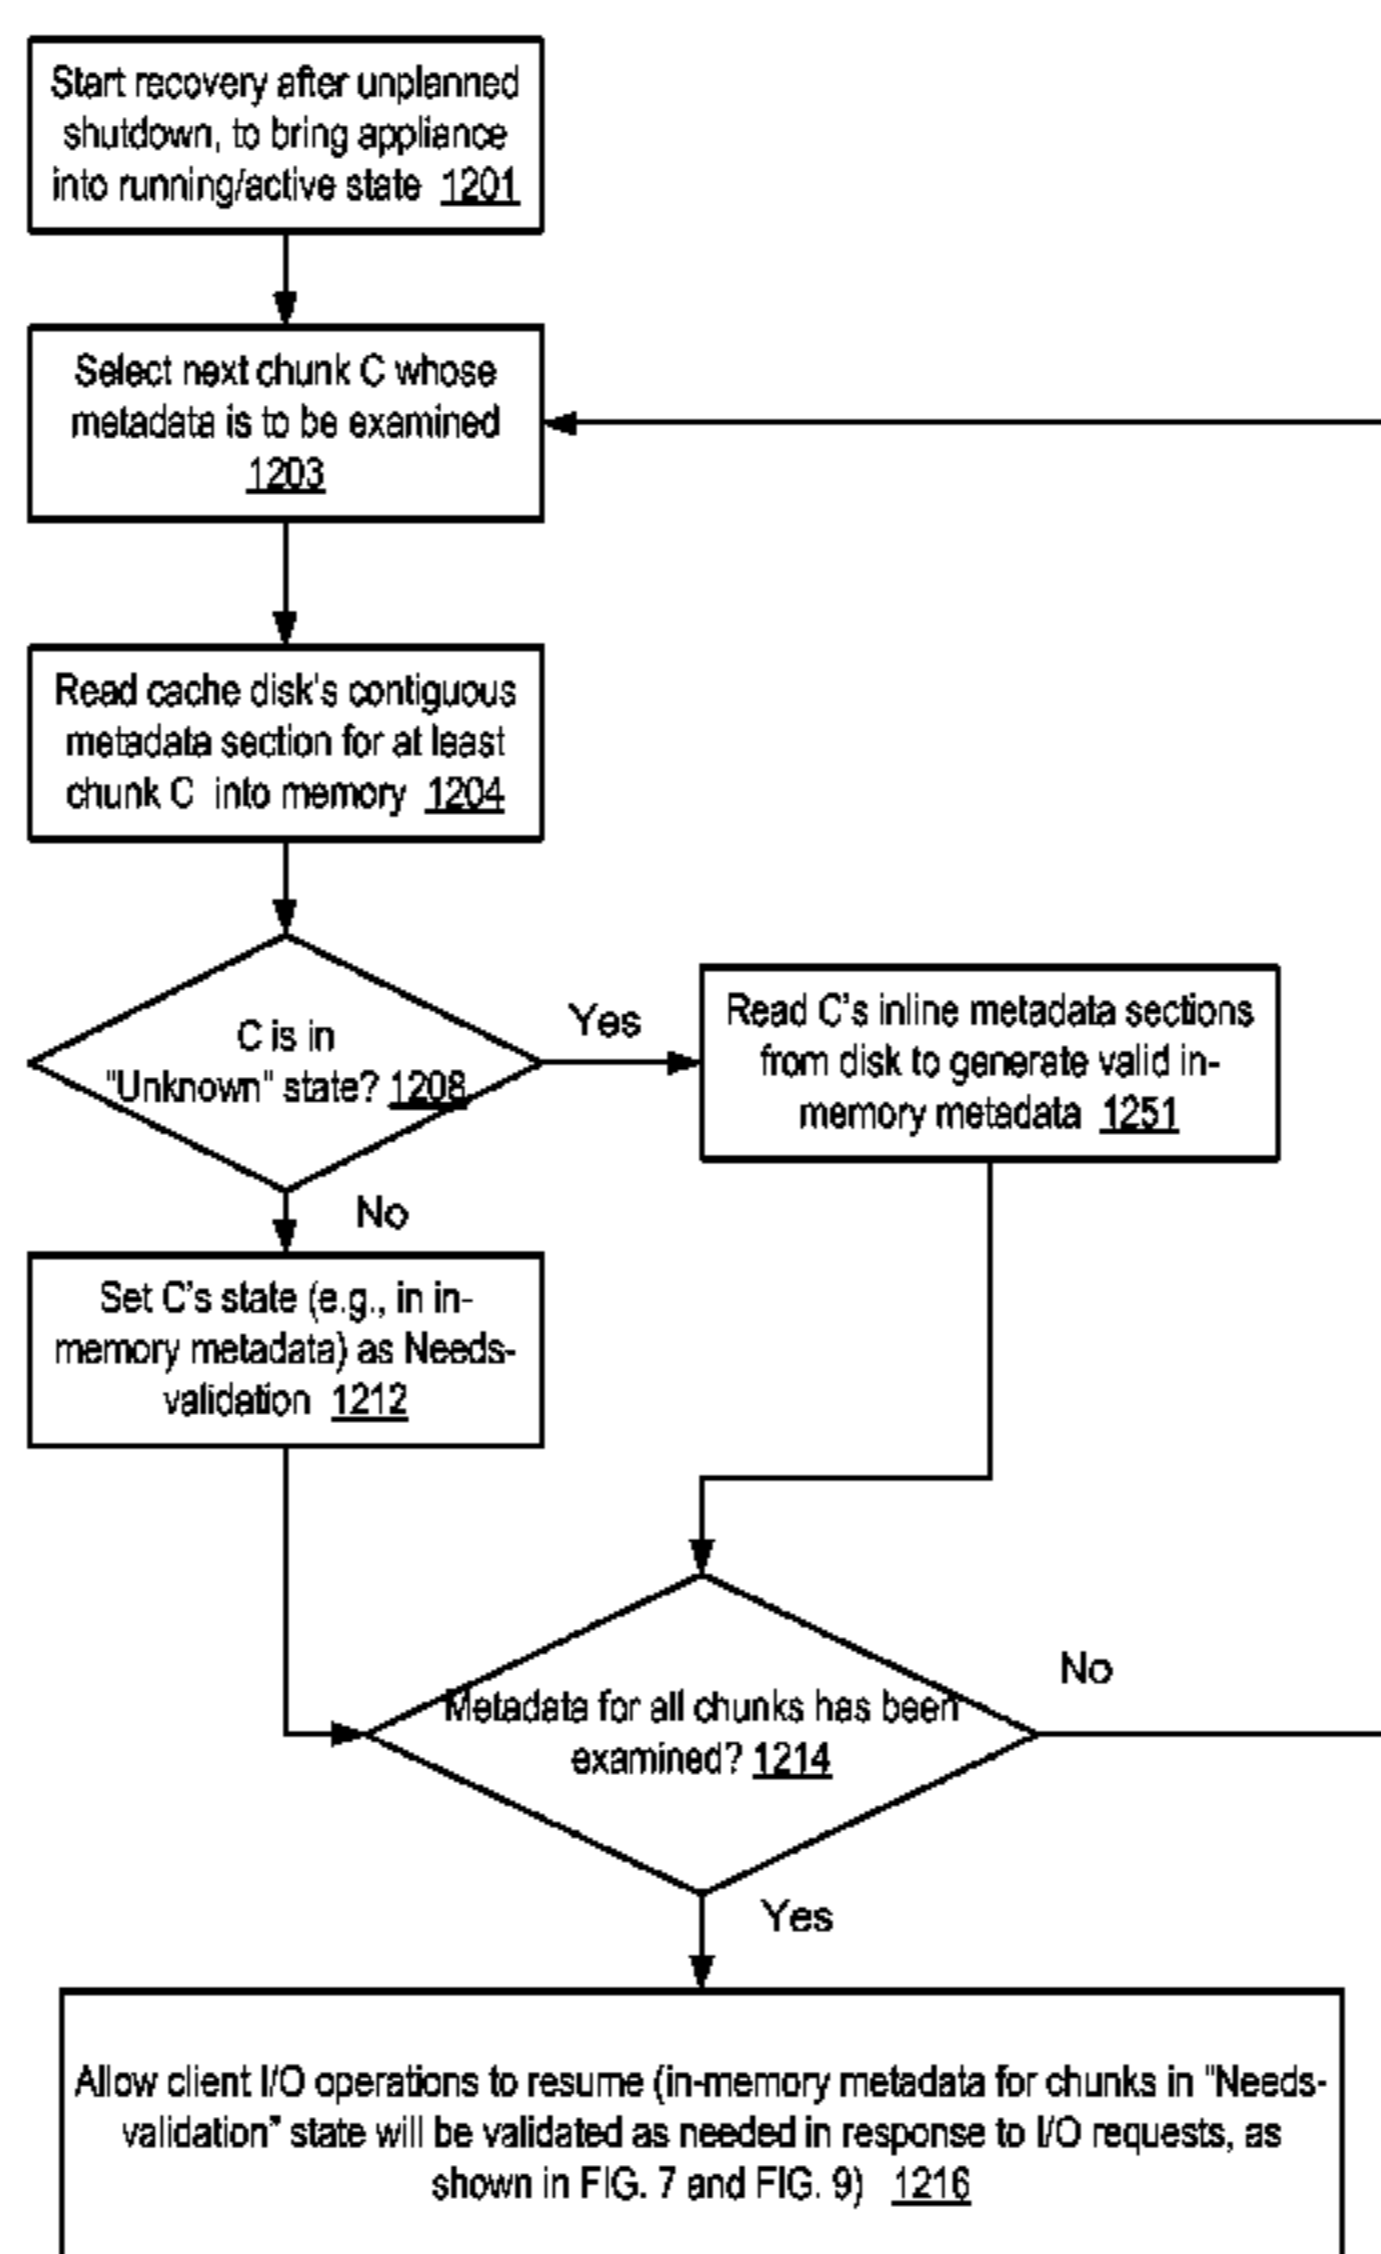 Start recovery after unplanned
shutdown, to bring appliance
into running/active state 1201
Select next chunk C whose
metadata is to be examined
1203
Read cache disk's contiguous
metadata section for at least
chunk C into memory 1204
C is in
"Unknown" state? 1208
Yes
Read C's inline metadata sections
from disk to generate valid in-
memory metadata 1251
No
Set C's state (e.g., in in-
memory metadata) as Needs-
validation 1212
Metadata for all chunks has been
examined? 1214
No
Yes
Allow client I/O operations to resume (in-memory metadata for chunks in "Needs-
validation" state will be validated as needed in response to I/O requests, as
shown in FIG. 7 and FIG. 9) 1216